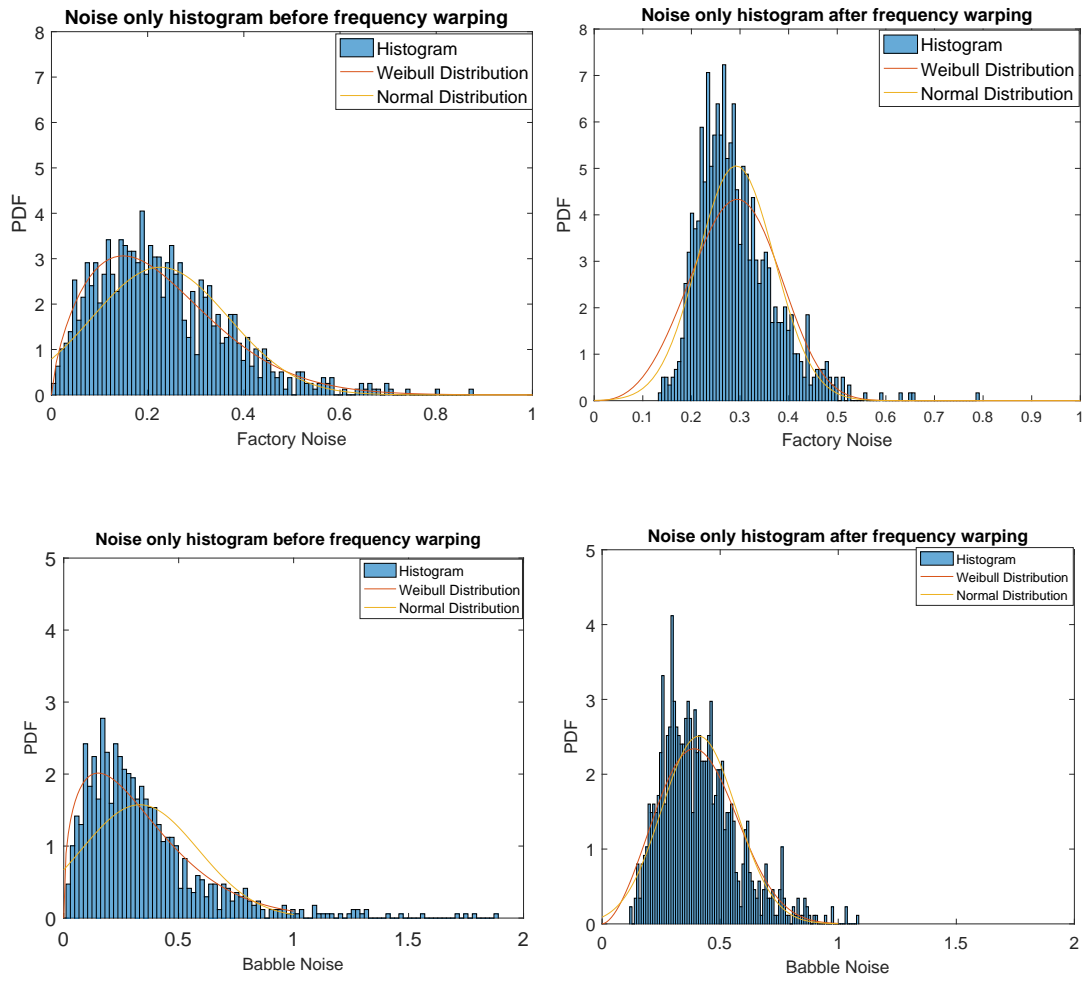 Noise only histogram before frequency warping
8
7
6
5
4
3
2
1
0
PDF
Histogram
Weibull Distribution
Normal Distribution
0 0.2 0.4 0.6 0.8 1
Factory Noise
Noise only histogram after frequency warping
8
7
6
5
4
3
2
1
0
PDF
Histogram
Weibull Distribution
Normal Distribution
0 0.1 0.2 0.3 0.4 0.5 0.6 0.7 0.8 0.9 1
Factory Noise
Noise only histogram before frequency warping
5
4
3
2
1
0
PDF
Histogram
Weibull Distribution
Normal Distribution
0 0.5 1 1.5 2
Babble Noise
Noise only histogram after frequency warping
5
4
3
2
1
0
PDF
Histogram
Weibull Distribution
Normal Distribution
0 0.5 1 1.5 2
Babble Noise